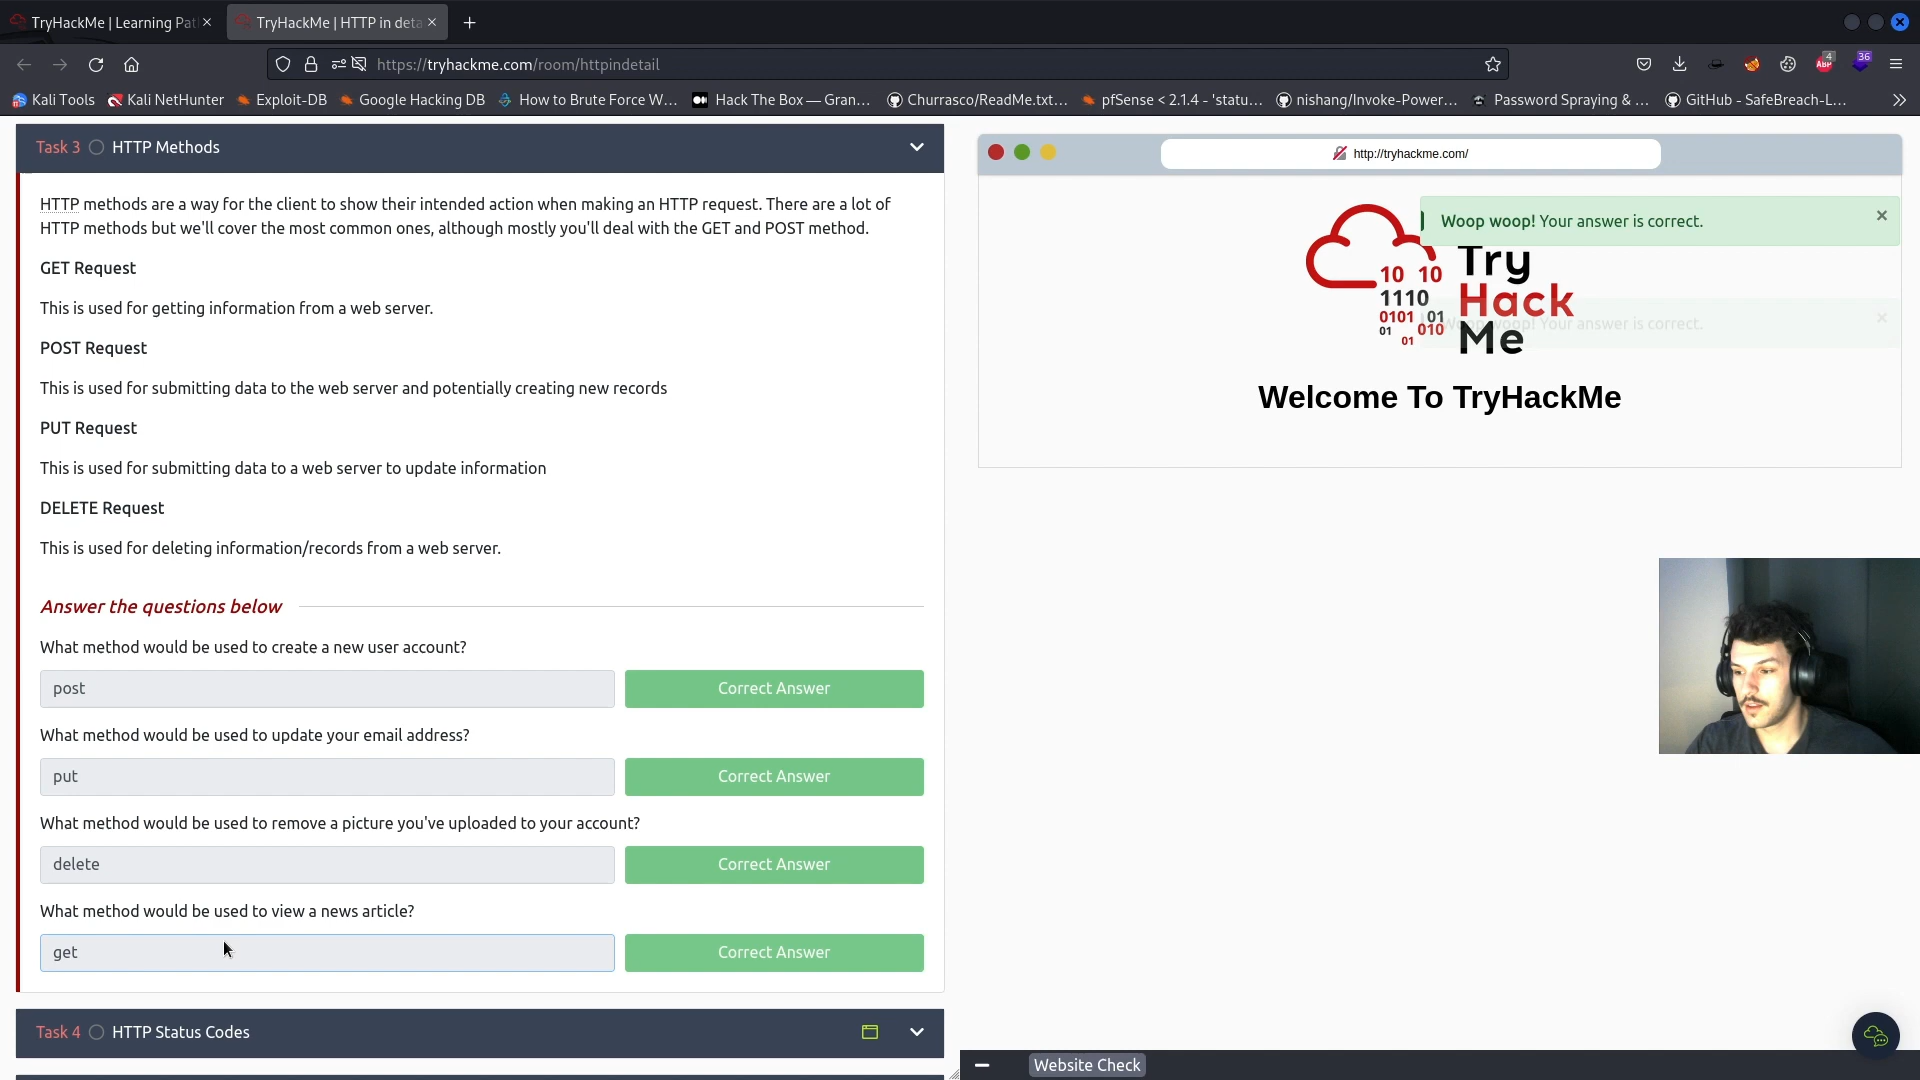 TryHackMe | Learning Pat
TryHackMe | HTTP in deta
https://tryhackme.com/room/httpindetail
4
36
ABP
Kali Tools
Kali NetHunter
Exploit-DB
Google Hacking DB
How to Brute Force W...
Hack The Box — Gran...
Churrasco/ReadMe.txt...
pfSense < 2.1.4 - 'statu...
nishang/Invoke-Power...
Password Spraying & ...
GitHub - SafeBreach-L...
Task 3 HTTP Methods
HTTP methods are a way for the client to show their intended action when making an HTTP request. There are a lot of
HTTP methods but we'll cover the most common ones, although mostly you'll deal with the GET and POST method.
GET Request
This is used for getting information from a web server.
POST Request
This is used for submitting data to the web server and potentially creating new records
PUT Request
This is used for submitting data to a web server to update information
DELETE Request
This is used for deleting information/records from a web server.
Answer the questions below
What method would be used to create a new user account?
post Correct Answer
What method would be used to update your email address?
put Correct Answer
What method would be used to remove a picture you've uploaded to your account?
delete Correct Answer
What method would be used to view a news article?
get Correct Answer
Task 4 HTTP Status Codes
http://tryhackme.com/
Woop woop! Your answer is correct.
Try
10 10
1110
Hack
0101 01
01 010
Woop woop! Your answer is correct.
Me
01
Welcome To TryHackMe
Website Check